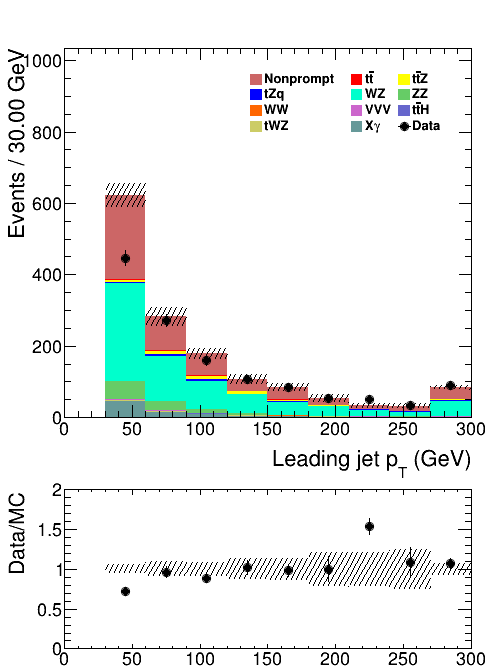 Events / 30.00 GeV
1000
800
600
400
200
0
Nonprompt tt̄ tt̄Z
tZq WZ ZZ
WW VVV tt̄H
tWZ Xγ Data
0 50 100 150 200 250 300
Leading jet p_T (GeV)
Data/MC
2
1.5
1
0.5
0
0 50 100 150 200 250 300